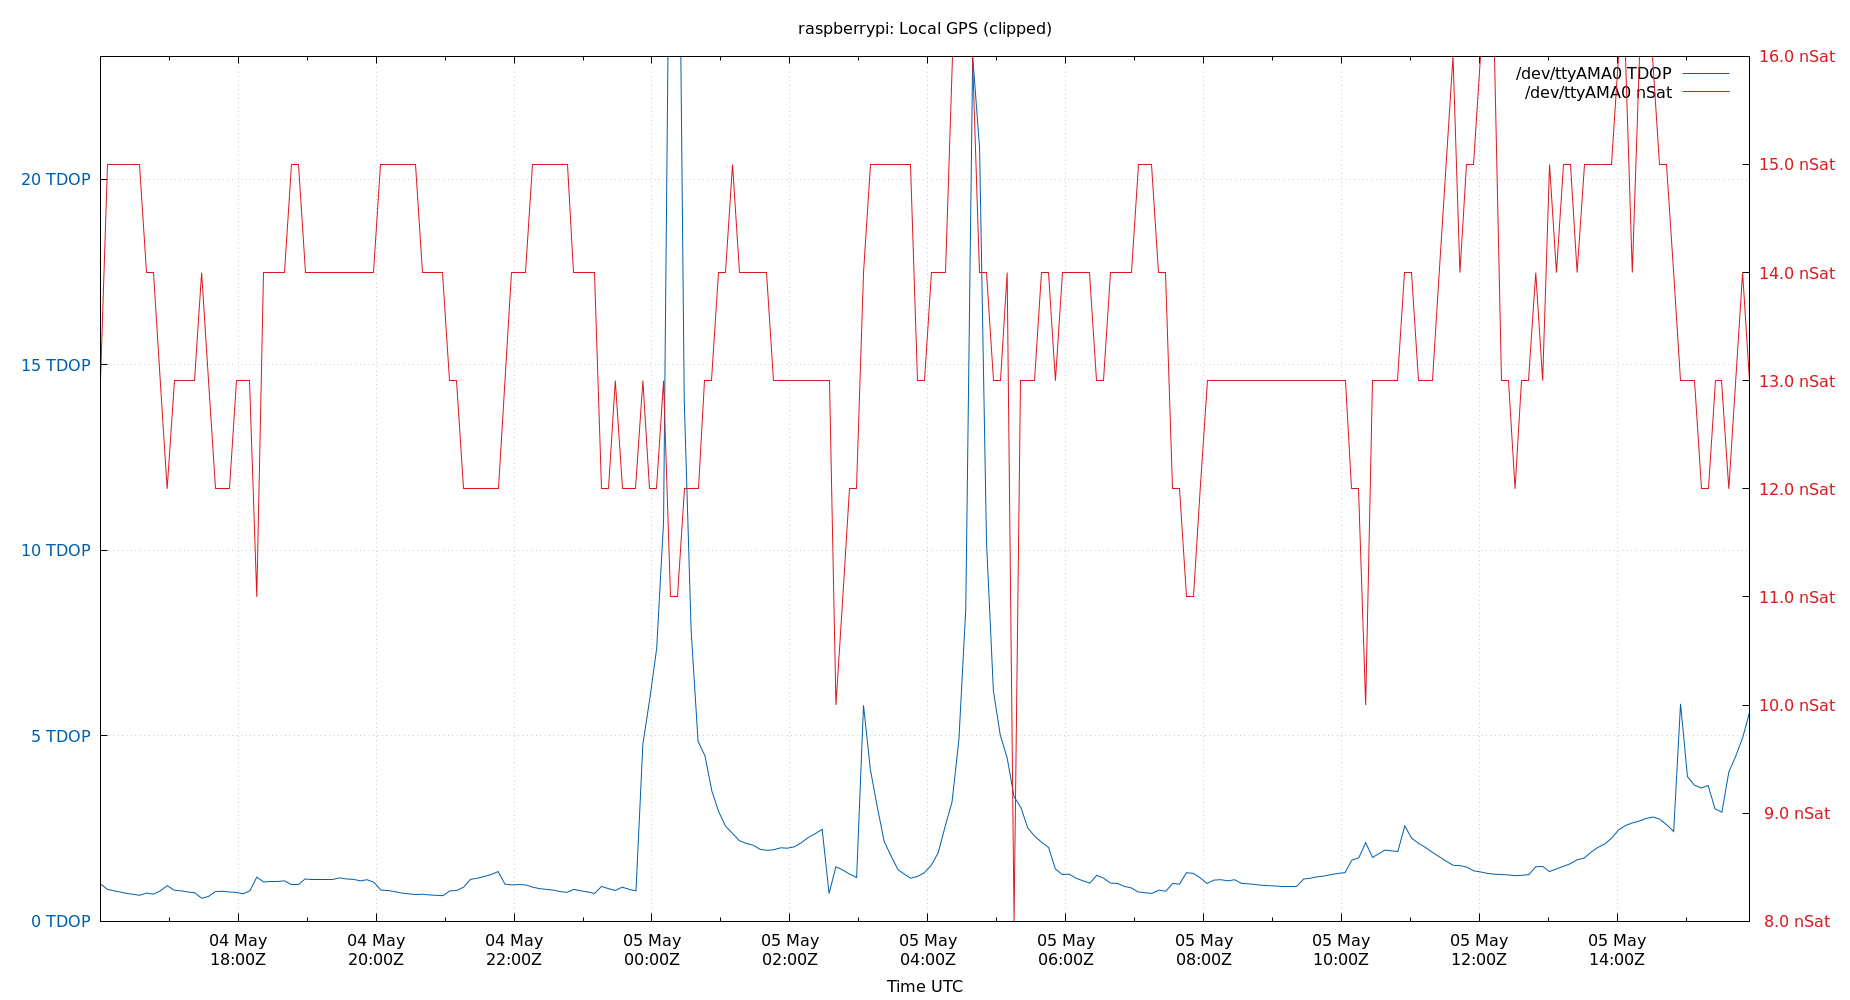 raspberrypi: Local GPS (clipped)
/dev/ttyAMA0 TDOP
/dev/ttyAMA0 nSat
20 TDOP
15 TDOP
10 TDOP
5 TDOP
0 TDOP
16.0 nSat
15.0 nSat
14.0 nSat
13.0 nSat
12.0 nSat
11.0 nSat
10.0 nSat
9.0 nSat
8.0 nSat
04 May 04 May 04 May 05 May 05 May 05 May 05 May 05 May 05 May 05 May 05 May
18:00Z 20:00Z 22:00Z 00:00Z 02:00Z 04:00Z 06:00Z 08:00Z 10:00Z 12:00Z 14:00Z
Time UTC